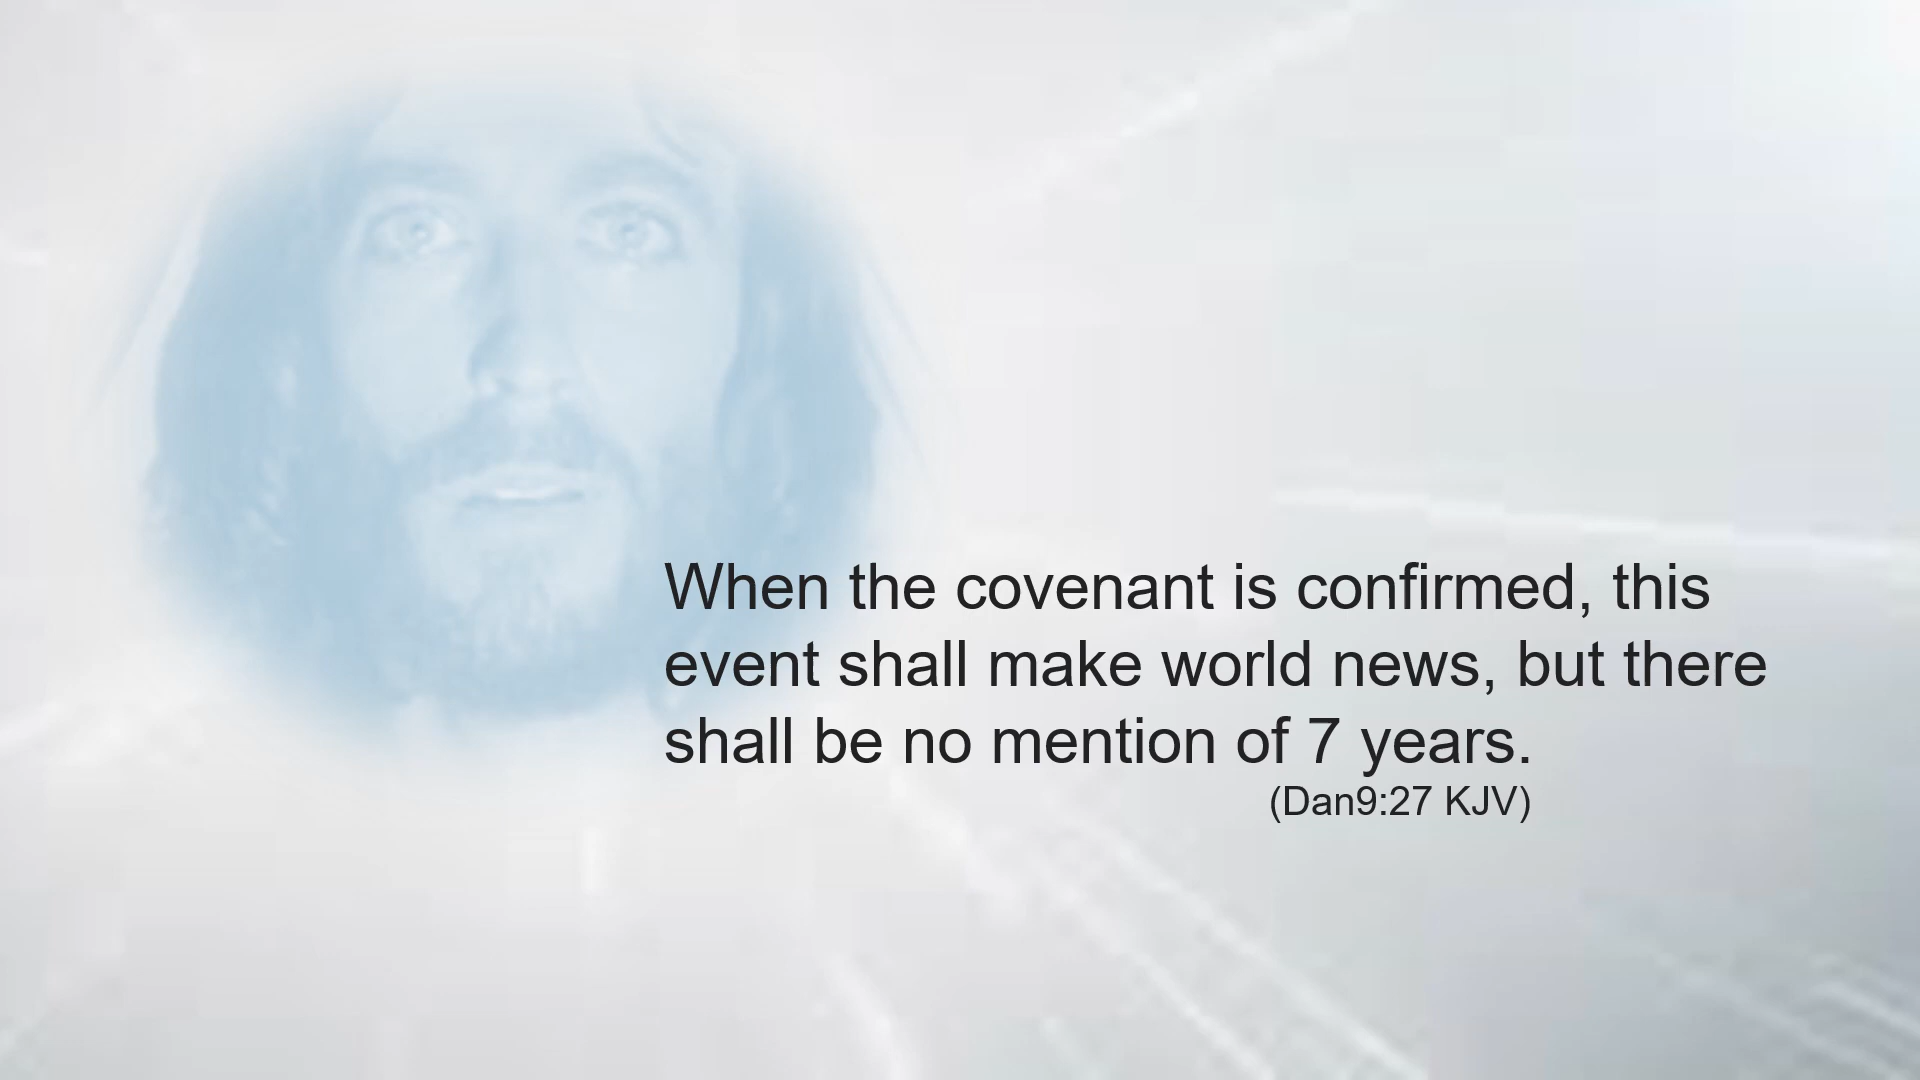 When the covenant is confirmed, this
event shall make world news, but there
shall be no mention of 7 years.
(Dan9:27 KJV)